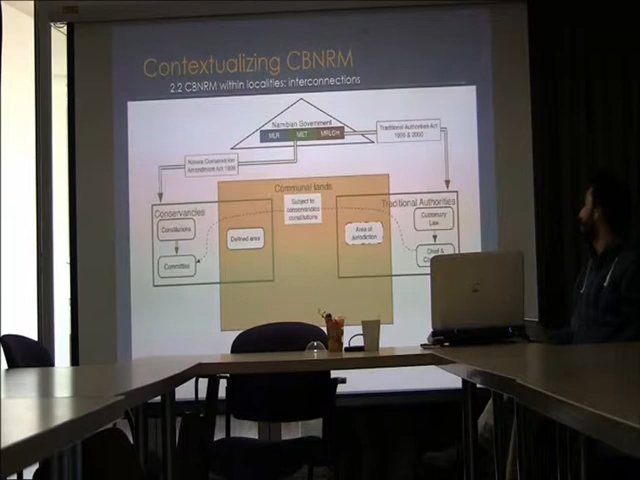 Contextualizing CBNRM
2.2 CBNRM within localities: interconnections
Namibian Government
MLR MET MRLGH
Traditional Authorities Act
Nature Conservation
Amendment Act 1996
Communal lands
Conservancies
Constitutions
Committee
Defined area
Subject to
conservancies
constitutions
Area of
Jurisdiction
Traditional Authorities
Customary
Law
Chief &